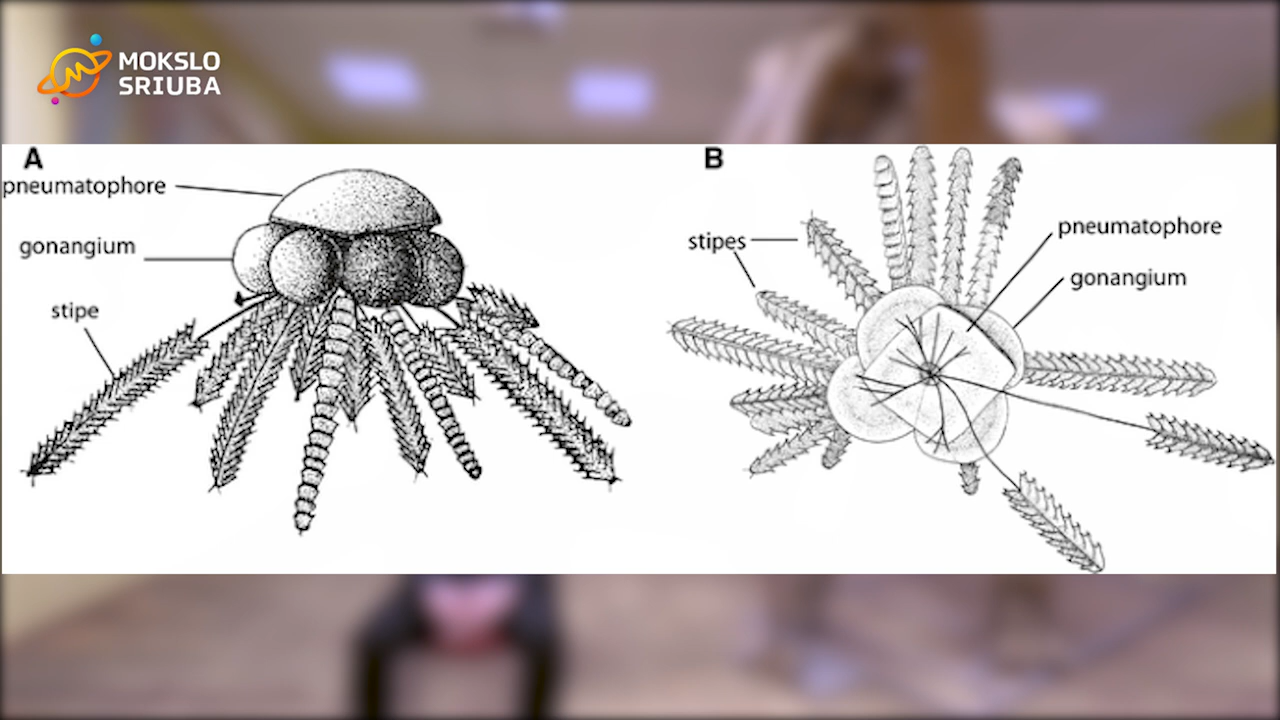 MOKSLO
SRIUBA
A
pneumatophore
gonangium
stipe
B
stipes
pneumatophore
gonangium